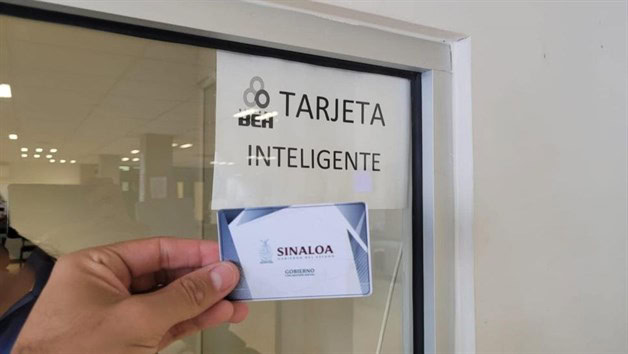 BEH TARJETA
INTELIGENTE
SINALOA
GOBIERNO DEL ESTADO
GOBIERNO